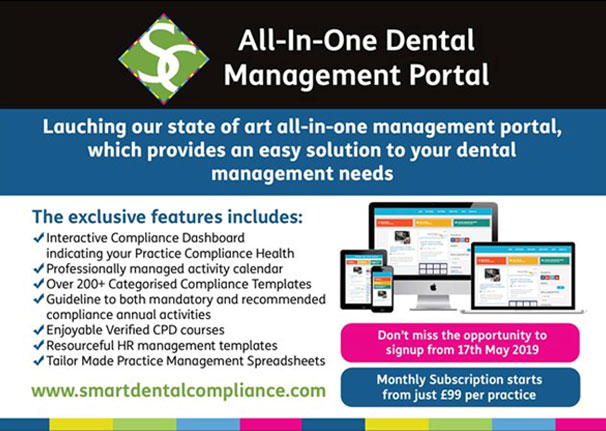 SC
All-In-One Dental
Management Portal
Lauching our state of art all-in-one management portal,
which provides an easy solution to your dental
management needs
The exclusive features includes:
Interactive Compliance Dashboard
indicating your Practice Compliance Health
Professionally managed activity calendar
Over 200+ Categorised Compliance Templates
Guideline to both mandatory and recommended
compliance annual activities
Enjoyable Verified CPD courses
Resourceful HR management templates
Tailor Made Practice Management Spreadsheets
www.smartdentalcompliance.com
Don't miss the opportunity to
signup from 17th May 2019
Monthly Subscription starts
from just £99 per practice